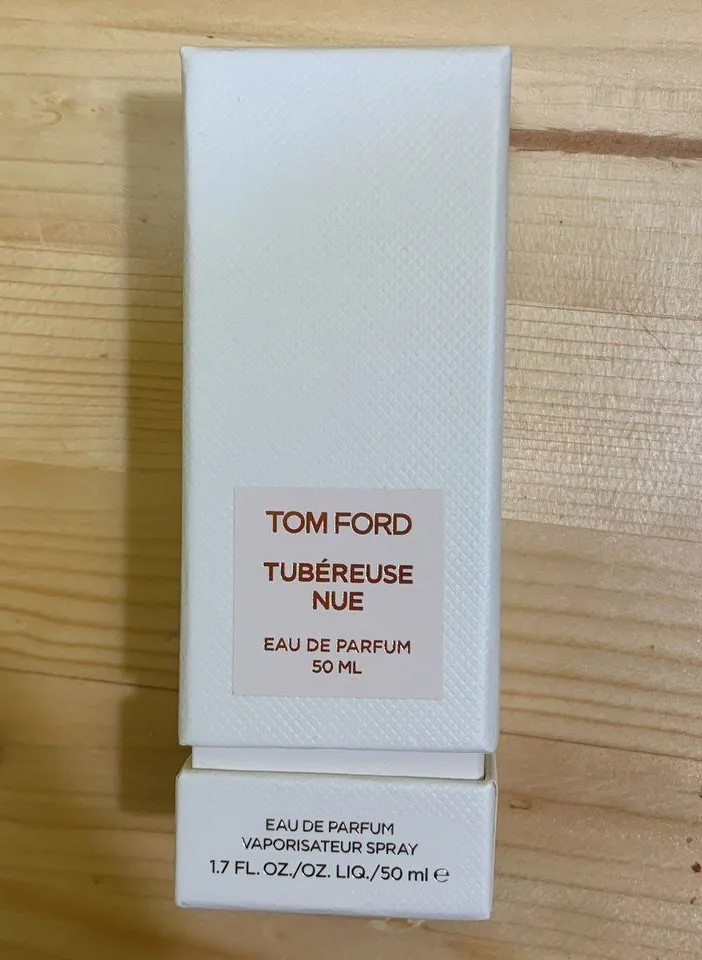 TOM FORD
TUBÉREUSE
NUE
EAU DE PARFUM
50 ML
EAU DE PARFUM
VAPORISATEUR SPRAY
1.7 FL. OZ./OZ. LIQ./50 ml ℮